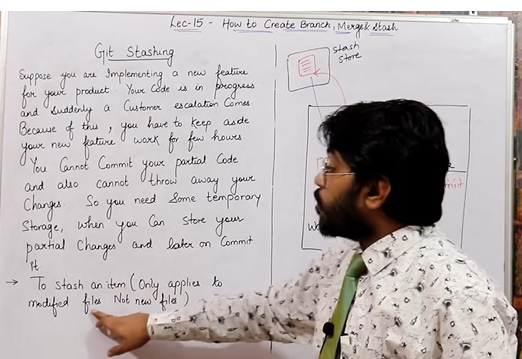 Lec-15 - How to Create Branch, Merge & Stash
Git Stashing
Suppose you are Implementing a new feature
for your product. Your Code is in progress
and suddenly a Customer escalation Comes
Because of this, you have to keep aside
your new feature work for few hours
You Cannot Commit your partial Code
and also cannot throw away your
Changes. So you need Some temporary
Storage, when you Can Store your
partial Changes and later on Commit
It
→ To stash an item (Only applies to
modified files Not new files)
stash
store